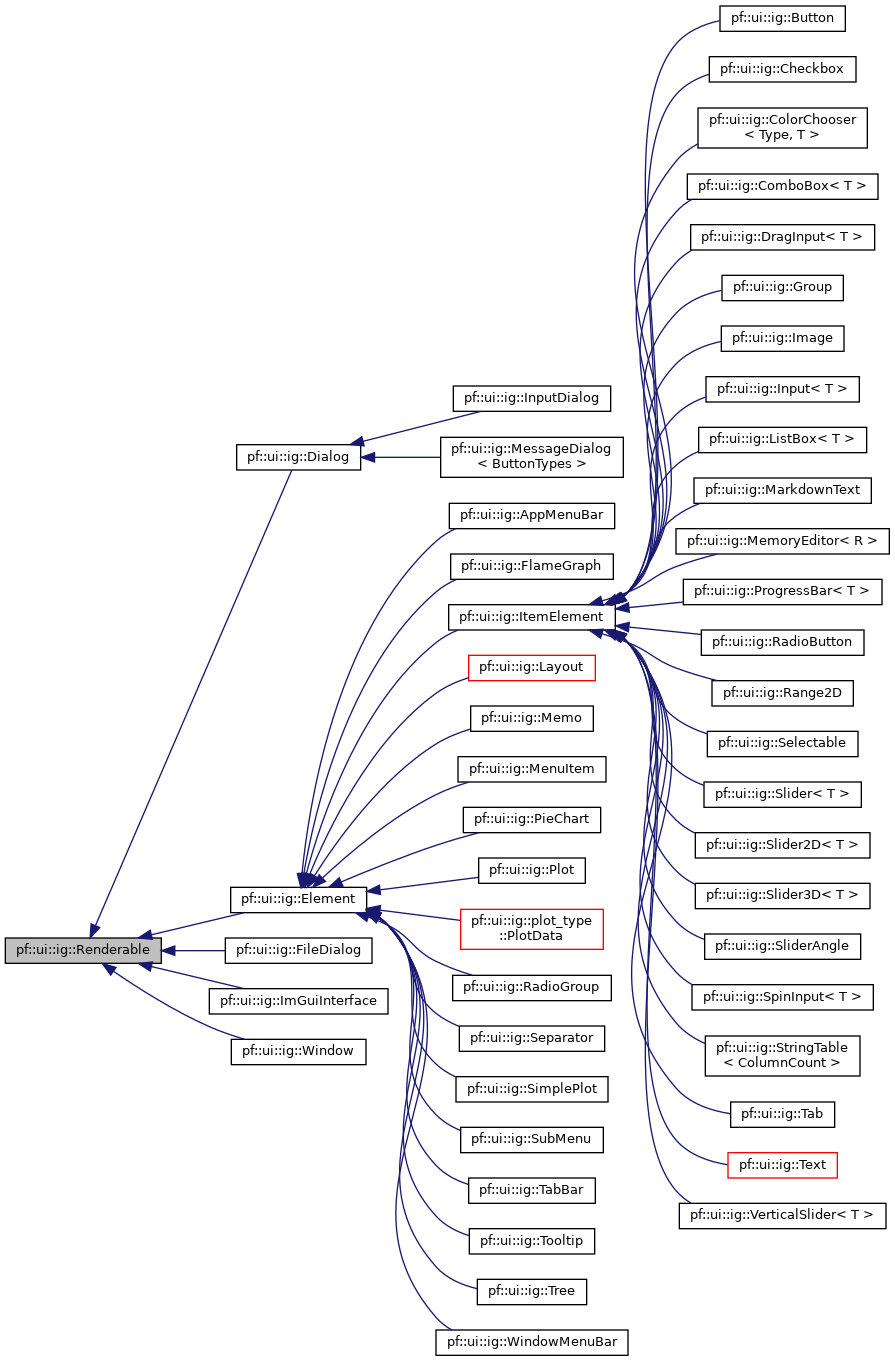 pf::ui::ig::Button
pf::ui::ig::Checkbox
pf::ui::ig::ColorChooser
< Type, T >
pf::ui::ig::ComboBox< T >
pf::ui::ig::DragInput< T >
pf::ui::ig::Group
pf::ui::ig::Image
pf::ui::ig::Input< T >
pf::ui::ig::ListBox< T >
pf::ui::ig::MarkdownText
pf::ui::ig::MemoryEditor< R >
pf::ui::ig::ProgressBar< T >
pf::ui::ig::RadioButton
pf::ui::ig::Range2D
pf::ui::ig::Selectable
pf::ui::ig::Slider< T >
pf::ui::ig::Slider2D< T >
pf::ui::ig::Slider3D< T >
pf::ui::ig::SliderAngle
pf::ui::ig::SpinInput< T >
pf::ui::ig::StringTable
< ColumnCount >
pf::ui::ig::Tab
pf::ui::ig::Text
pf::ui::ig::VerticalSlider< T >
pf::ui::ig::InputDialog
pf::ui::ig::MessageDialog
< ButtonTypes >
pf::ui::ig::AppMenuBar
pf::ui::ig::FlameGraph
pf::ui::ig::ItemElement
pf::ui::ig::Layout
pf::ui::ig::Memo
pf::ui::ig::MenuItem
pf::ui::ig::PieChart
pf::ui::ig::Plot
pf::ui::ig::plot_type
::PlotData
pf::ui::ig::RadioGroup
pf::ui::ig::Separator
pf::ui::ig::SimplePlot
pf::ui::ig::SubMenu
pf::ui::ig::TabBar
pf::ui::ig::Tooltip
pf::ui::ig::Tree
pf::ui::ig::WindowMenuBar
pf::ui::ig::Dialog
pf::ui::ig::Element
pf::ui::ig::FileDialog
pf::ui::ig::ImGuiInterface
pf::ui::ig::Window
pf::ui::ig::Renderable